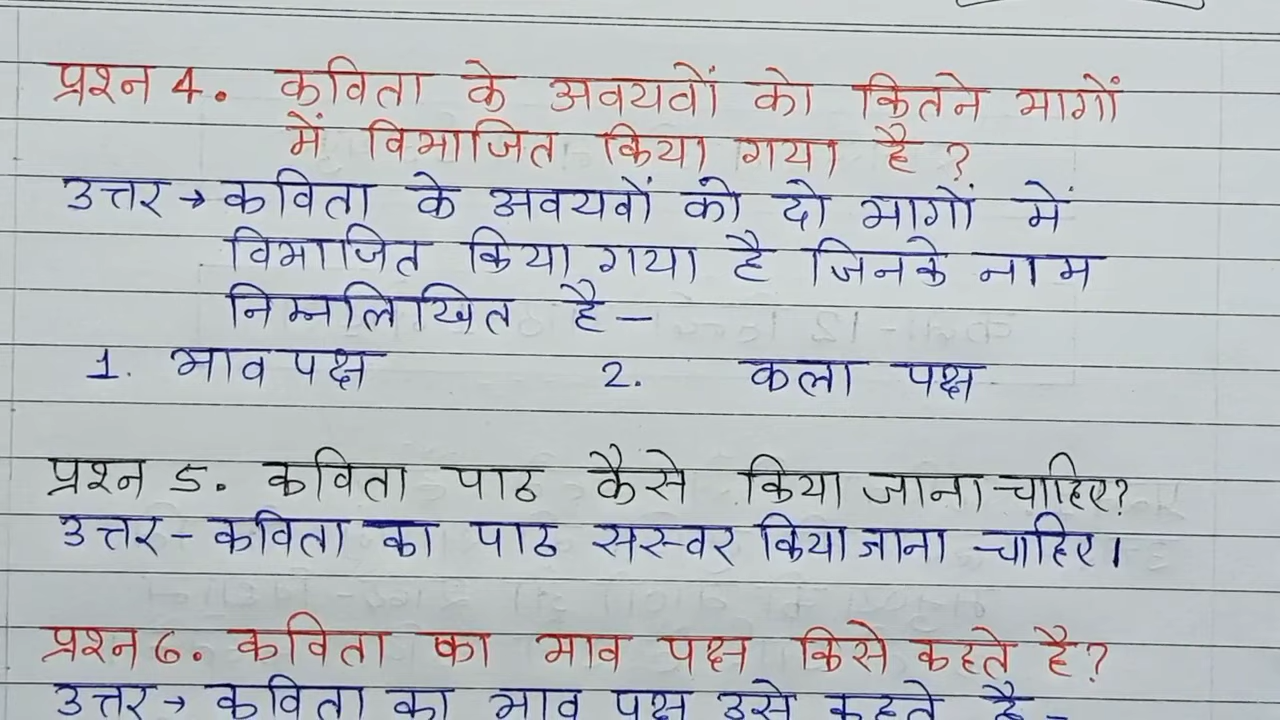 प्रश्न 4. कविता के अवयवों को कितने भागों
में विभाजित किया गया है ?
उत्तर → कविता के अवयवों को दो भागों में
विभाजित किया गया है जिनके नाम
निम्नलिखित है –
1. भाव पक्ष 2. कला पक्ष
प्रश्न 5. कविता पाठ कैसे किया जाना चाहिए?
उत्तर – कविता का पाठ सस्वर किया जाना चाहिए।
प्रश्न 6. कविता का भाव पक्ष किसे कहते है?
उत्तर → कविता का भाव पक्ष उसे कहते है –